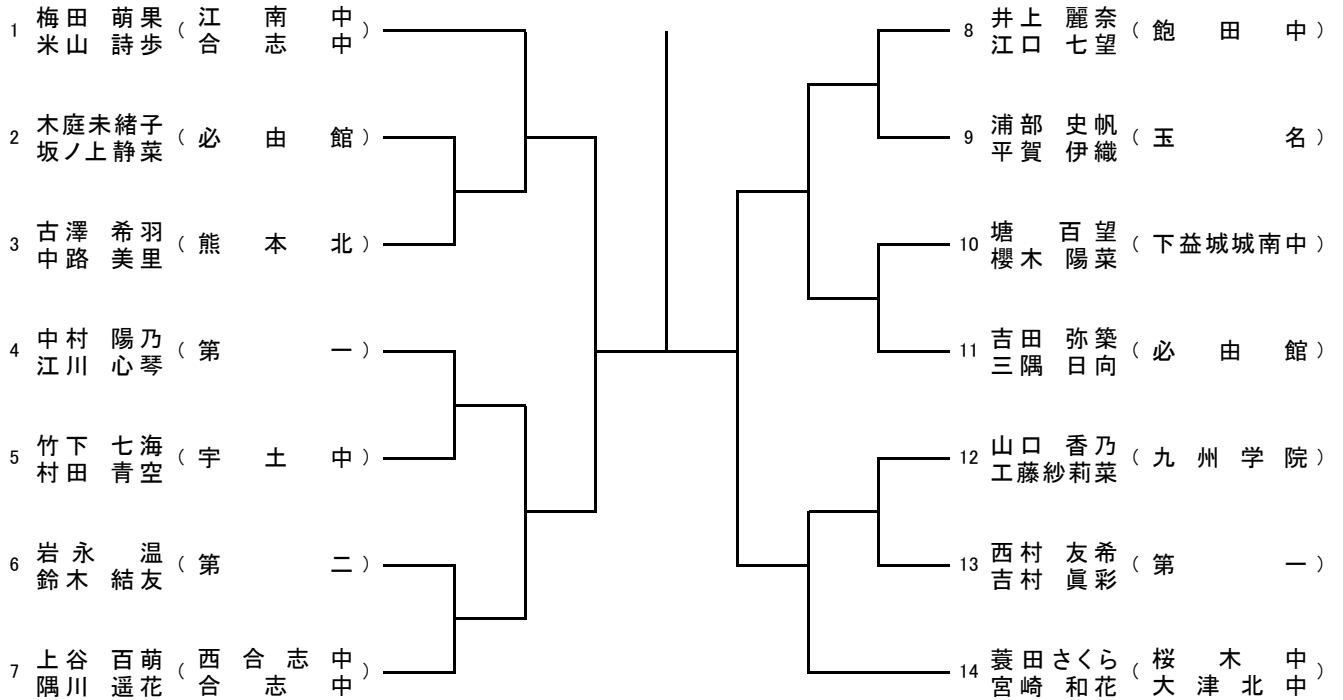 1 梅田 萌果 (江南中)
米山 詩歩 (合志中)
2 木庭未緒子 (必由館)
坂ノ上静菜
3 古澤 希羽 (熊本北)
中路 美里
4 中村 陽乃 (第一)
江川 心琴
5 竹下 七海 (宇土中)
村田 青空
6 岩永 温 (第二)
鈴木 結友
7 上谷 百萌 (西合志中)
隅川 遥花 (合志中)
8 井上 麗奈 (飽田中)
江口 七望
9 浦部 史帆 (玉名)
平賀 伊織
10 塘 百望 (下益城城南中)
櫻木 陽菜
11 吉田 弥築 (必由館)
三隅 日向
12 山口 香乃 (九州学院)
工藤紗莉菜
13 西村 友希 (第一)
吉村 眞彩
14 蓑田さくら (桜木中)
宮崎 和花 (大津北中)